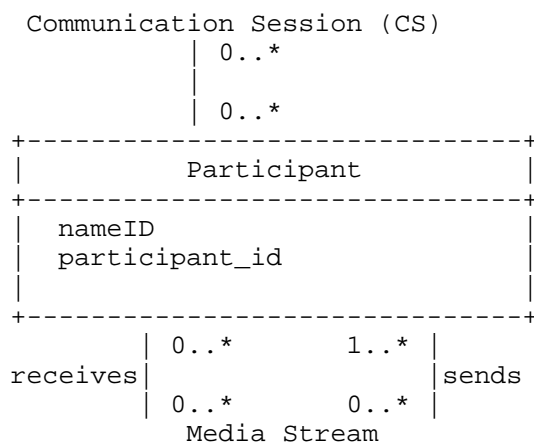 Communication Session (CS)
| 0..*
|
| 0..*
+-------------------------------+
| Participant |
+-------------------------------+
| nameID |
| participant_id |
| |
+-------------------------------+
| 0..* 1..* |
receives| |sends
| 0..* 0..* |
Media Stream